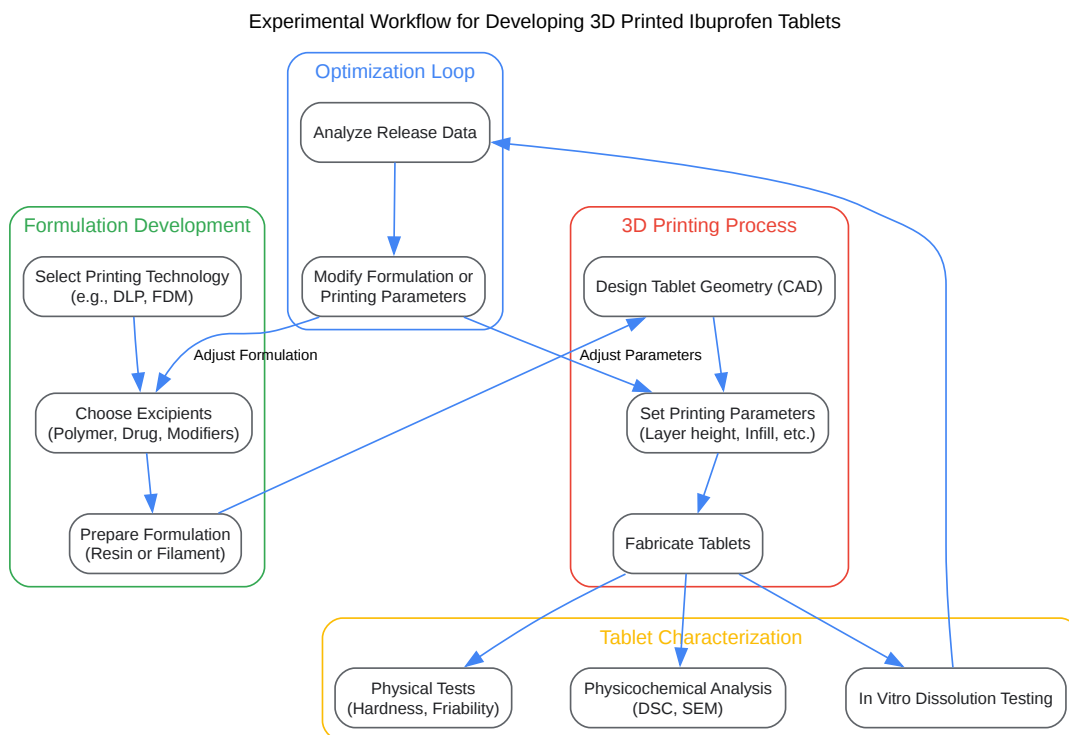 Experimental Workflow for Developing 3D Printed Ibuprofen Tablets
Optimization Loop
Analyze Release Data
Modify Formulation or
Printing Parameters
Formulation Development
Select Printing Technology
(e.g., DLP, FDM)
Adjust Formulation
Choose Excipients
(Polymer, Drug, Modifiers)
Prepare Formulation
(Resin or Filament)
3D Printing Process
Design Tablet Geometry (CAD)
Adjust Parameters
Set Printing Parameters
(Layer height, Infill, etc.)
Fabricate Tablets
Tablet Characterization
Physical Tests
(Hardness, Friability)
Physicochemical Analysis
(DSC, SEM)
In Vitro Dissolution Testing